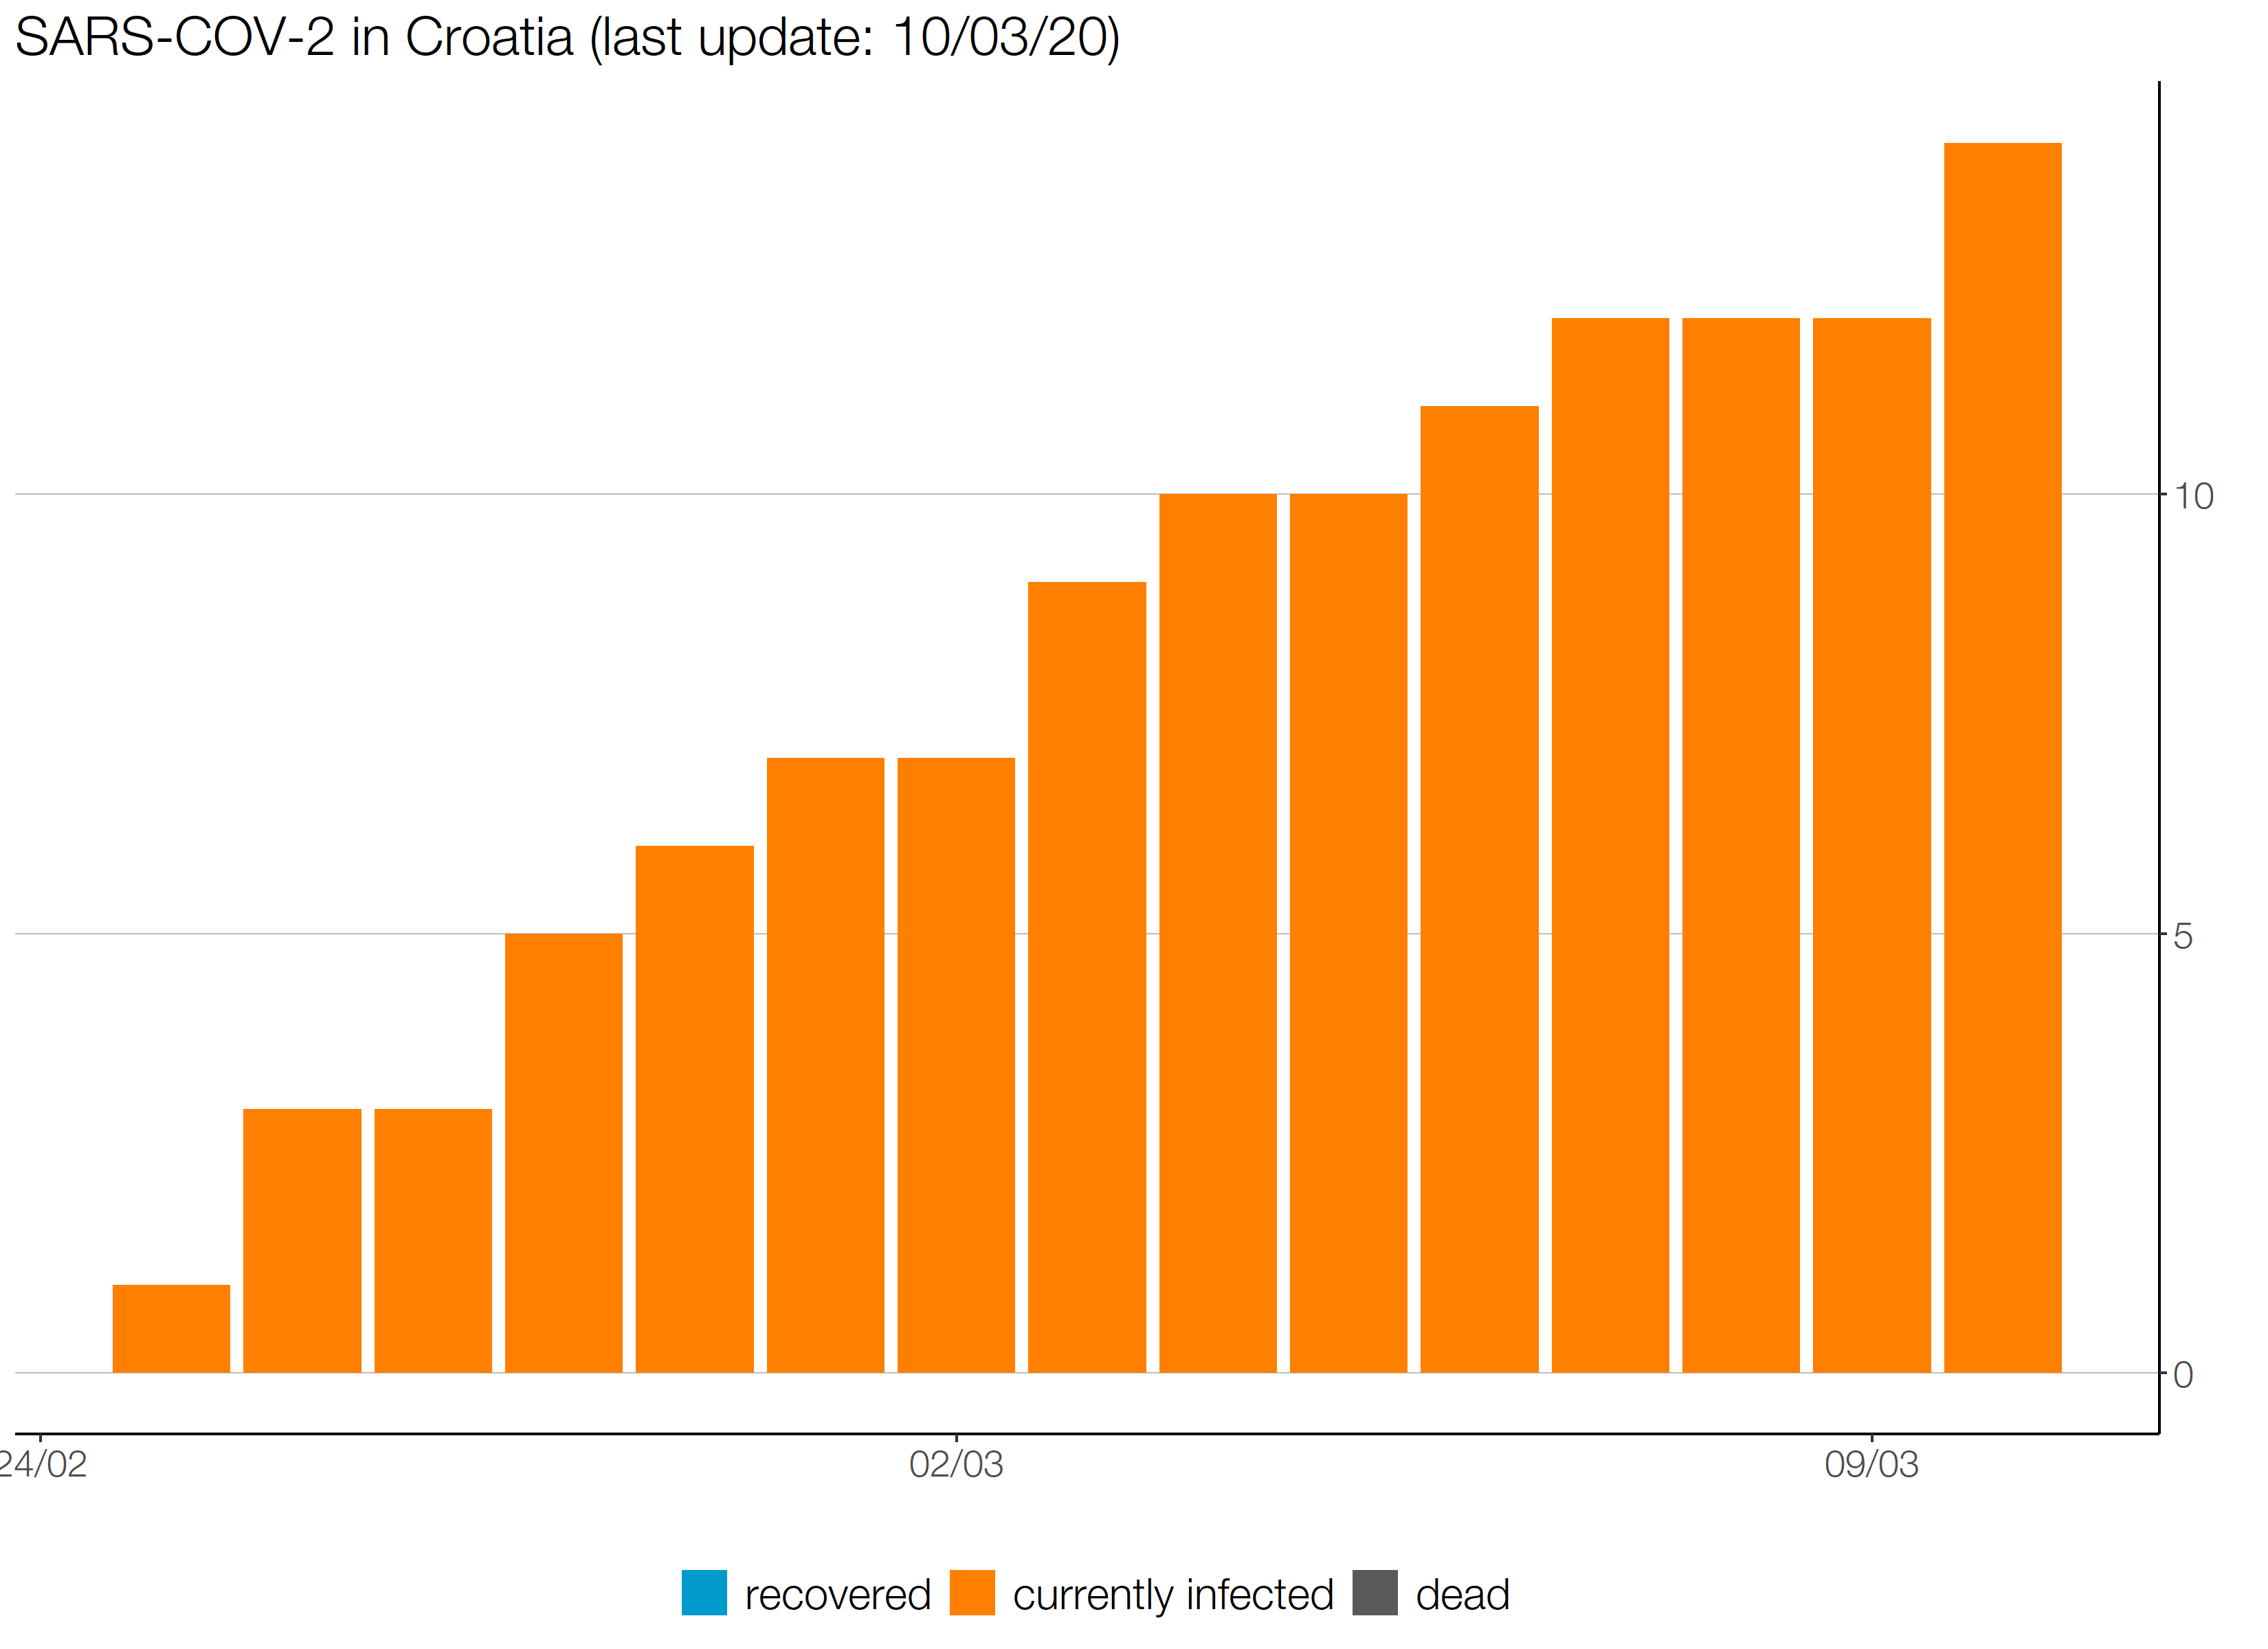 SARS-COV-2 in Croatia (last update: 10/03/20)
10
5
0
24/02 02/03 09/03
recovered currently infected dead